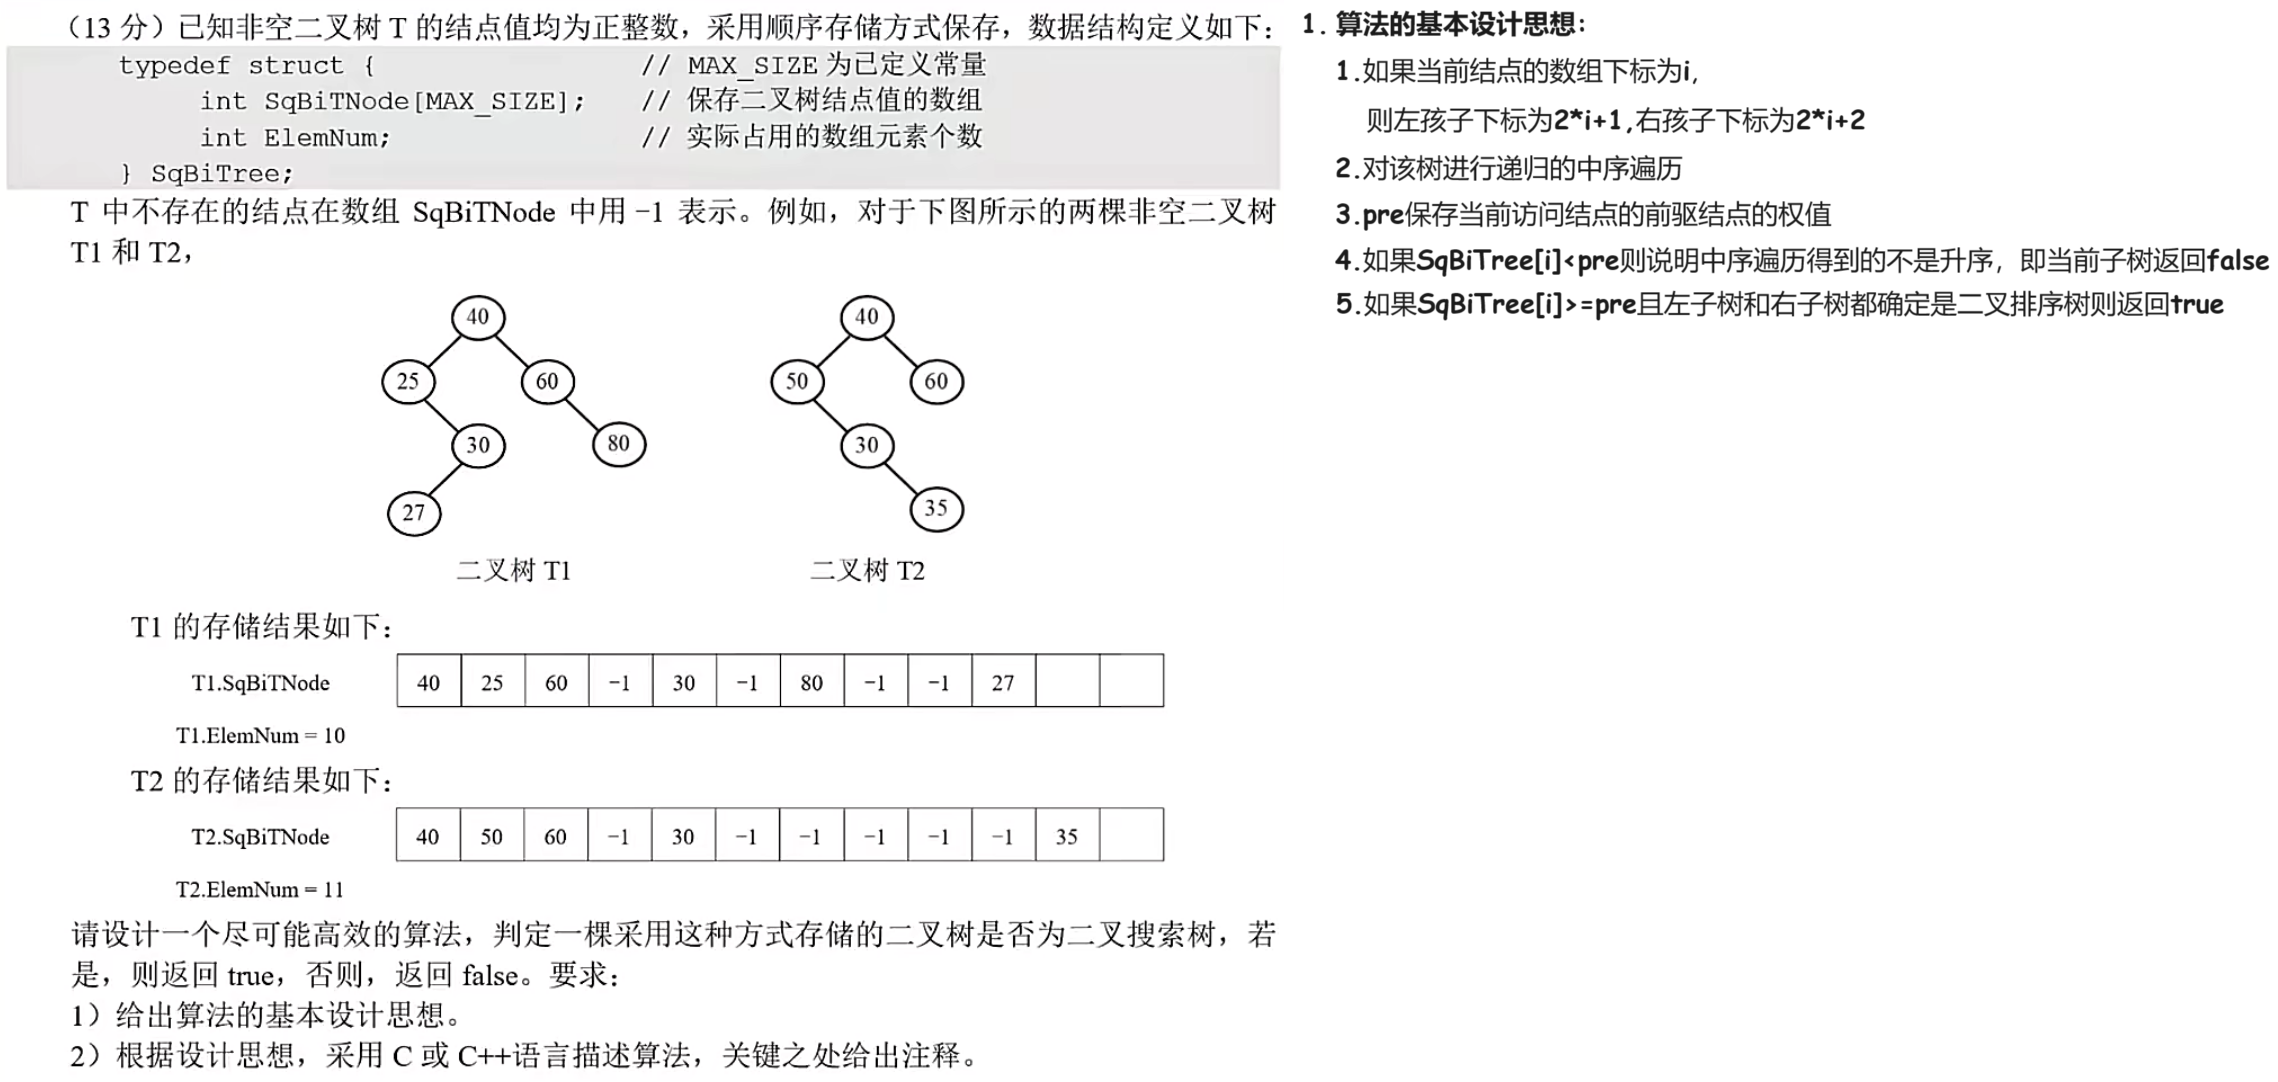 （13 分）已知非空二叉树 T 的结点值均为正整数，采用顺序存储方式保存，数据结构定义如下：
typedef struct { // MAX_SIZE 为已定义常量
int SqBiTNode[MAX_SIZE]; // 保存二叉树结点值的数组
int ElemNum; // 实际占用的数组元素个数
} SqBiTree;
T 中不存在的结点在数组 SqBiTNode 中用 −1 表示。例如，对于下图所示的两棵非空二叉树
T1 和 T2，
40
25 60
30 80
27
二叉树 T1
40
50 60
30
35
二叉树 T2
T1 的存储结果如下：
T1.SqBiTNode 40 25 60 −1 30 −1 80 −1 −1 27
T1.ElemNum = 10
T2 的存储结果如下：
T2.SqBiTNode 40 50 60 −1 30 −1 −1 −1 −1 −1 35
T2.ElemNum = 11
请设计一个尽可能高效的算法，判定一棵采用这种方式存储的二叉树是否为二叉搜索树，若
是，则返回 true，否则，返回 false。要求：
1）给出算法的基本设计思想。
2）根据设计思想，采用 C 或 C++语言描述算法，关键之处给出注释。
1. 算法的基本设计思想：
1.如果当前结点的数组下标为i，
则左孩子下标为2*i+1,右孩子下标为2*i+2
2.对该树进行递归的中序遍历
3.pre保存当前访问结点的前驱结点的权值
4.如果SqBiTree[i]<pre则说明中序遍历得到的不是升序，即当前子树返回false
5.如果SqBiTree[i]>=pre且左子树和右子树都确定是二叉排序树则返回true